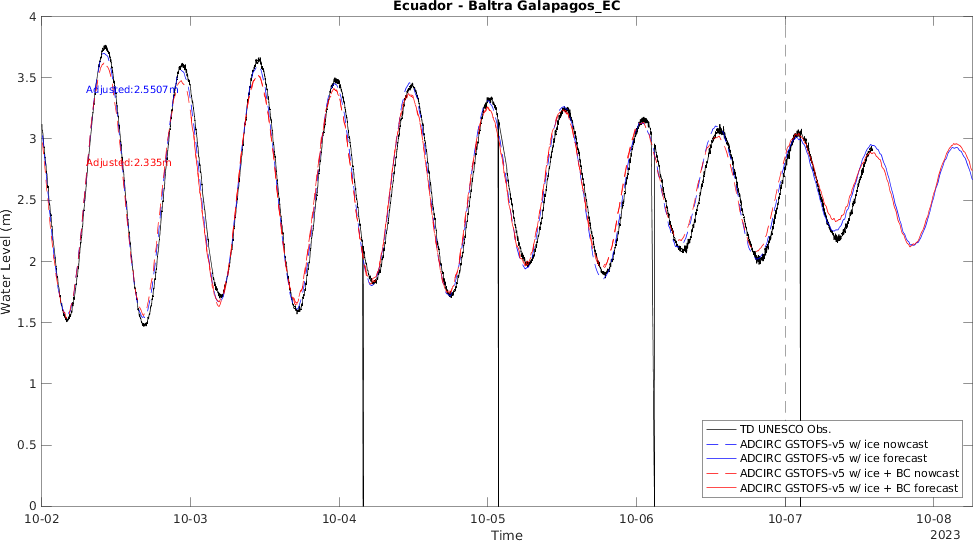 Ecuador - Baltra Galapagos_EC
4
3.5
3
2.5
2
1.5
1
0.5
0
Water Level (m)
Adjusted:2.5507m
Adjusted:2.335m
TD UNESCO Obs.
ADCIRC GSTOFS-v5 w/ ice nowcast
ADCIRC GSTOFS-v5 w/ ice forecast
ADCIRC GSTOFS-v5 w/ ice + BC nowcast
ADCIRC GSTOFS-v5 w/ ice + BC forecast
10-02 10-03 10-04 10-05 10-06 10-07 10-08
Time
2023